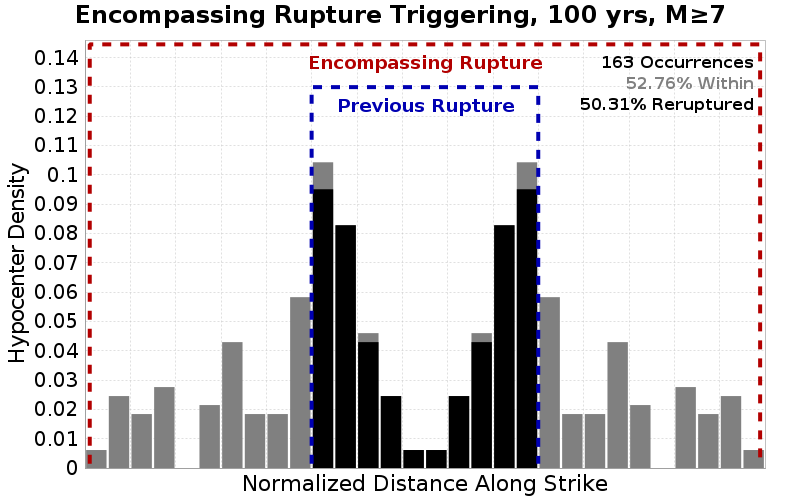 Encompassing Rupture Triggering, 100 yrs, M≥7
Encompassing Rupture
Previous Rupture
163 Occurrences
52.76% Within
50.31% Reruptured
Hypocenter Density
0.14
0.13
0.12
0.11
0.1
0.09
0.08
0.07
0.06
0.05
0.04
0.03
0.02
0.01
0
Normalized Distance Along Strike